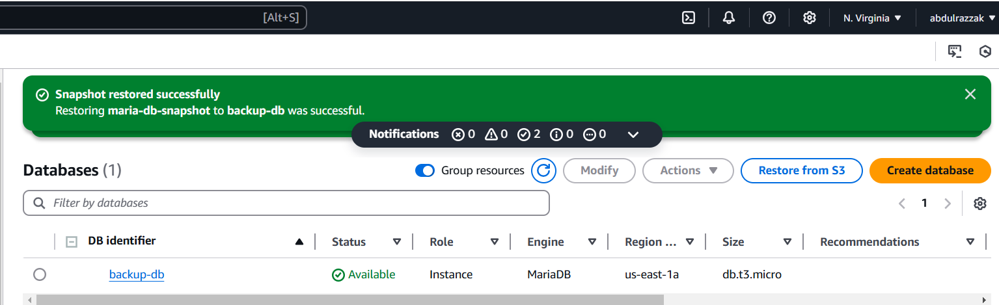 [Alt+S] N. Virginia abdulrazzak
Snapshot restored successfully
Restoring maria-db-snapshot to backup-db was successful.
Notifications 0 0 2 0 0
Databases (1) Group resources Modify Actions Restore from S3 Create database
Filter by databases 1
DB identifier Status Role Engine Region ... Size Recommendations
backup-db Available Instance MariaDB us-east-1a db.t3.micro